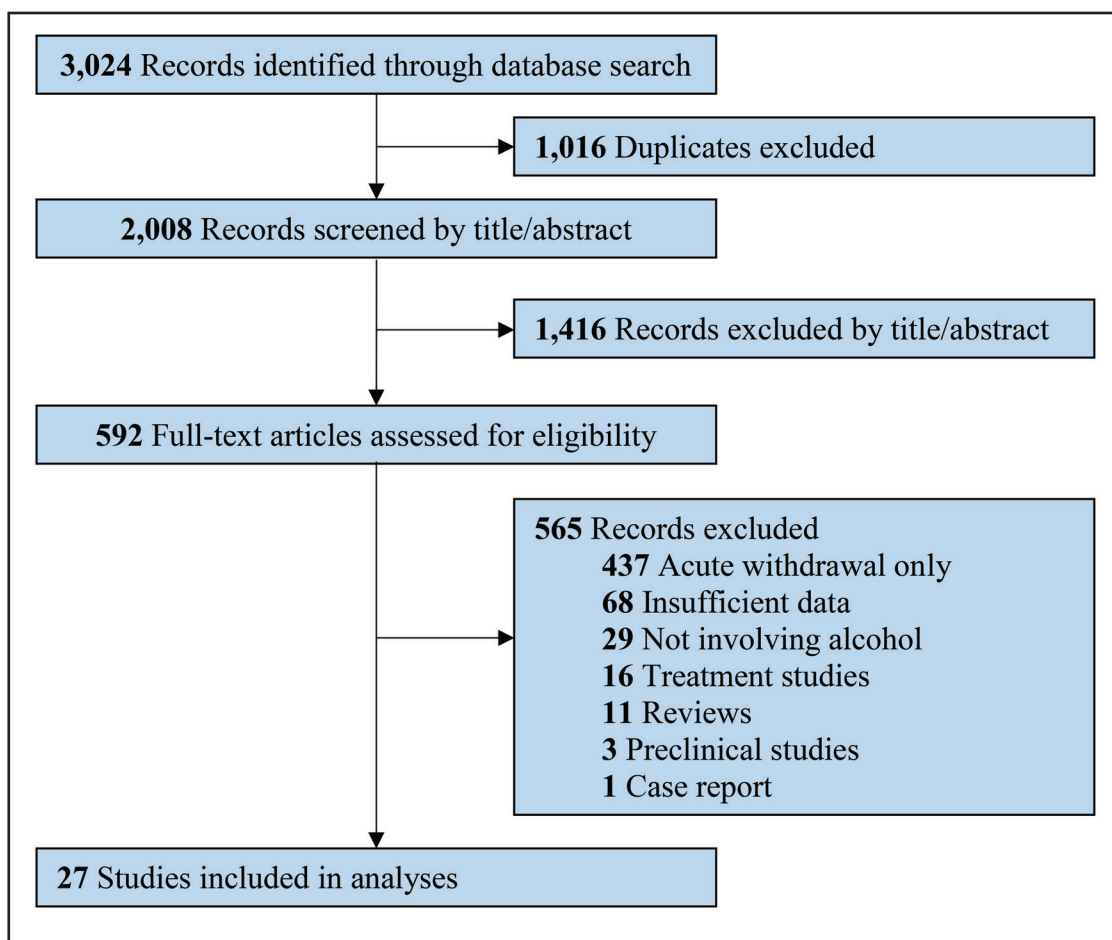 3,024 Records identified through database search
1,016 Duplicates excluded
2,008 Records screened by title/abstract
1,416 Records excluded by title/abstract
592 Full-text articles assessed for eligibility
565 Records excluded
437 Acute withdrawal only
68 Insufficient data
29 Not involving alcohol
16 Treatment studies
11 Reviews
3 Preclinical studies
1 Case report
27 Studies included in analyses